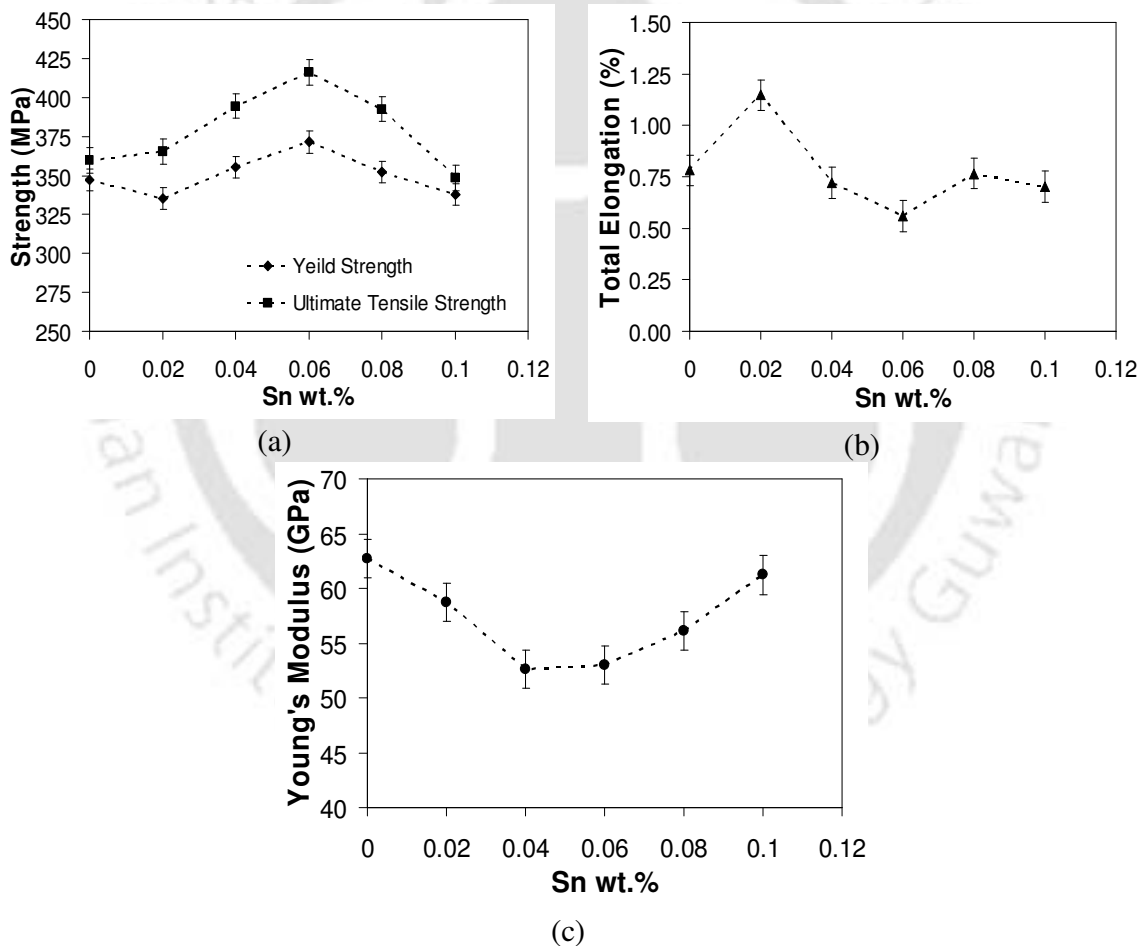 450
425
400
375
350
325
300
275
250
Strength (MPa)
Yeild Strength
Ultimate Tensile Strength
0 0.02 0.04 0.06 0.08 0.1 0.12
Sn wt.%
(a)
1.50
1.25
1.00
0.75
0.50
0.25
0.00
Total Elongation (%)
0 0.02 0.04 0.06 0.08 0.1 0.12
Sn wt.%
(b)
70
65
60
55
50
45
40
Young's Modulus (GPa)
0 0.02 0.04 0.06 0.08 0.1 0.12
Sn wt.%
(c)